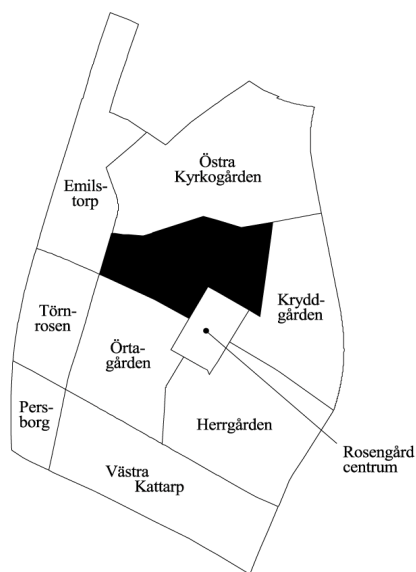 Östra
Kyrkogården
Emils-
torp
Törn-
rosen
Örta-
gården
Krydd-
gården
Pers-
borg
Herrgården
Rosengård
centrum
Västra
Kattarp